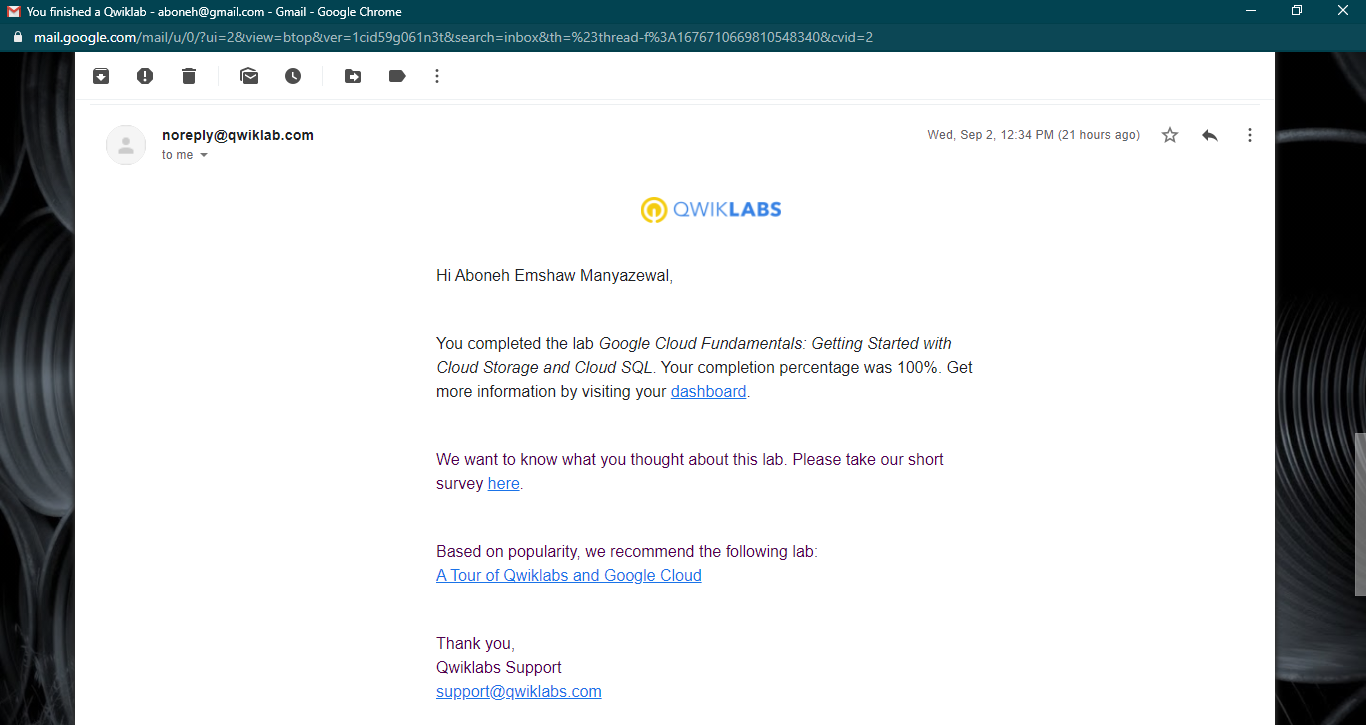 You finished a Qwiklab - aboneh@gmail.com - Gmail - Google Chrome
mail.google.com/mail/u/0/?ui=2&view=btop&ver=1cid59g061n3t&search=inbox&th=%23thread-f%3A1676710669810548340&cvid=2
noreply@qwiklab.com
Wed, Sep 2, 12:34 PM (21 hours ago)
to me
QWIKLABS
Hi Aboneh Emshaw Manyazewal,
You completed the lab Google Cloud Fundamentals: Getting Started with
Cloud Storage and Cloud SQL. Your completion percentage was 100%. Get
more information by visiting your dashboard.
We want to know what you thought about this lab. Please take our short
survey here.
Based on popularity, we recommend the following lab:
A Tour of Qwiklabs and Google Cloud
Thank you,
Qwiklabs Support
support@qwiklabs.com